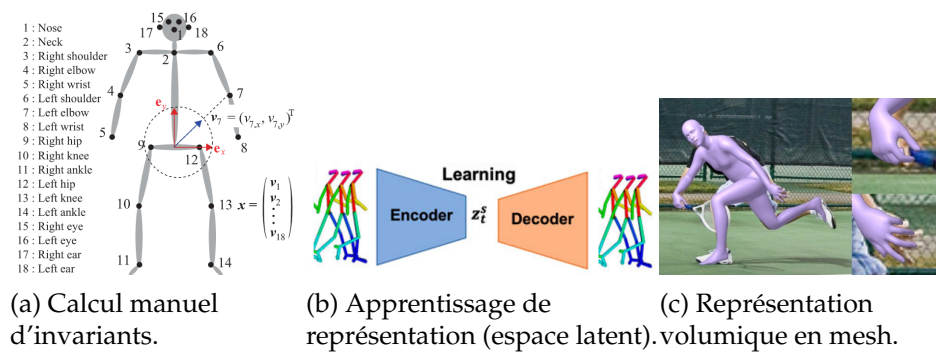 1 : Nose
2 : Neck
3 : Right shoulder
4 : Right elbow
5 : Right wrist
6 : Left shoulder
7 : Left elbow
8 : Left wrist
9 : Right hip
10 : Right knee
11 : Right ankle
12 : Left hip
13 : Left knee
14 : Left ankle
15 : Right eye
16 : Left eye
17 : Right ear
18 : Left ear
15 16
17 1 18
3 2 6
4 7
e_y
v_7 = (v_{7,x}, v_{7,y})^T
5 8
9 12 e_x
10 13
x = (v_1 v_2 ⋮ v_18)
11 14
Learning
Encoder z_t^s Decoder
(a) Calcul manuel
d’invariants.
(b) Apprentissage de
représentation (espace latent).
(c) Représentation
volumique en mesh.